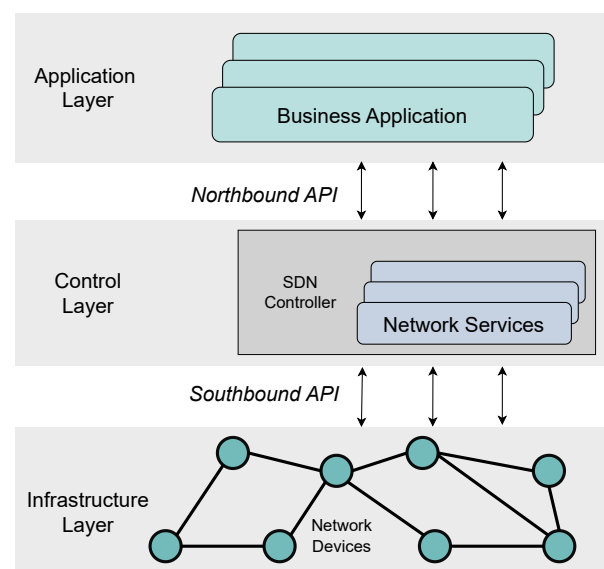 Application
Layer
Business Application
Northbound API
Control
Layer
SDN
Controller
Network Services
Southbound API
Infrastructure
Layer
Network
Devices